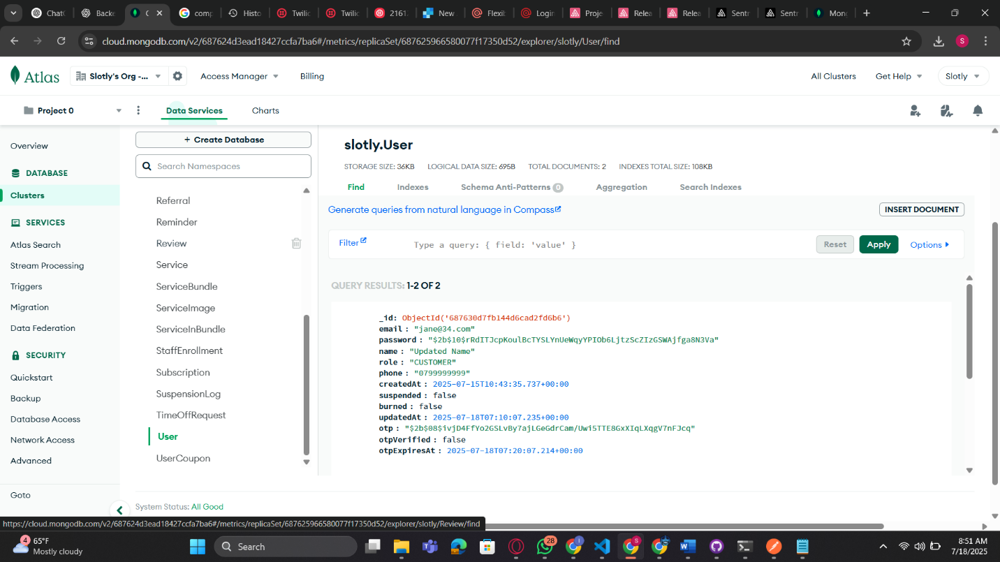 ChatG
Backe
C
comp
Histo
Twilic
Twilic
2161.
New
Flexib
Login
Proje
Relea
Relea
Sentr
Sentr
Mong
cloud.mongodb.com/v2/687624d3ead18427ccfa7ba6#/metrics/replicaSet/687625966580077f17350d52/explorer/slotly/User/find
S
Atlas
Slotly's Org -...
Access Manager
Billing
All Clusters
Get Help
Slotly
Project 0
Data Services
Charts
Overview
DATABASE
Clusters
SERVICES
Atlas Search
Stream Processing
Triggers
Migration
Data Federation
SECURITY
Quickstart
Backup
Database Access
Network Access
Advanced
Goto
+ Create Database
Search Namespaces
Referral
Reminder
Review
Service
ServiceBundle
ServiceImage
ServiceInBundle
StaffEnrollment
Subscription
SuspensionLog
TimeOffRequest
User
UserCoupon
slotly.User
STORAGE SIZE: 36KB LOGICAL DATA SIZE: 695B TOTAL DOCUMENTS: 2 INDEXES TOTAL SIZE: 108KB
Find Indexes Schema Anti-Patterns 0 Aggregation Search Indexes
Generate queries from natural language in Compass
INSERT DOCUMENT
Filter
Type a query: { field: 'value' }
Reset
Apply
Options
QUERY RESULTS: 1-2 OF 2
_id: ObjectId('687630d7fb144d6cad2fd6b6')
email : "jane@34.com"
password : "$2b$10$rRdITJcpKoulBcTYSLYnUeWqyYPIOb6LjtzScZIzGSWAjfga8N3Va"
name : "Updated Name"
role : "CUSTOMER"
phone : "0799999999"
createdAt : 2025-07-15T10:43:35.737+00:00
suspended : false
burned : false
updatedAt : 2025-07-18T07:10:07.235+00:00
otp : "$2b$08$ivjD4FfYo2GSLvBy7ajLGeGdrCam/Uwi5TTE8GxXIqLXqgV7nFJcq"
otpVerified : false
otpExpiresAt : 2025-07-18T07:20:07.214+00:00
System Status: All Good
https://cloud.mongodb.com/v2/687624d3ead18427ccfa7ba6#/metrics/replicaSet/687625966580077f17350d52/explorer/slotly/Review/find
4
65°F
Mostly cloudy
Search
28
8:51 AM
7/18/2025